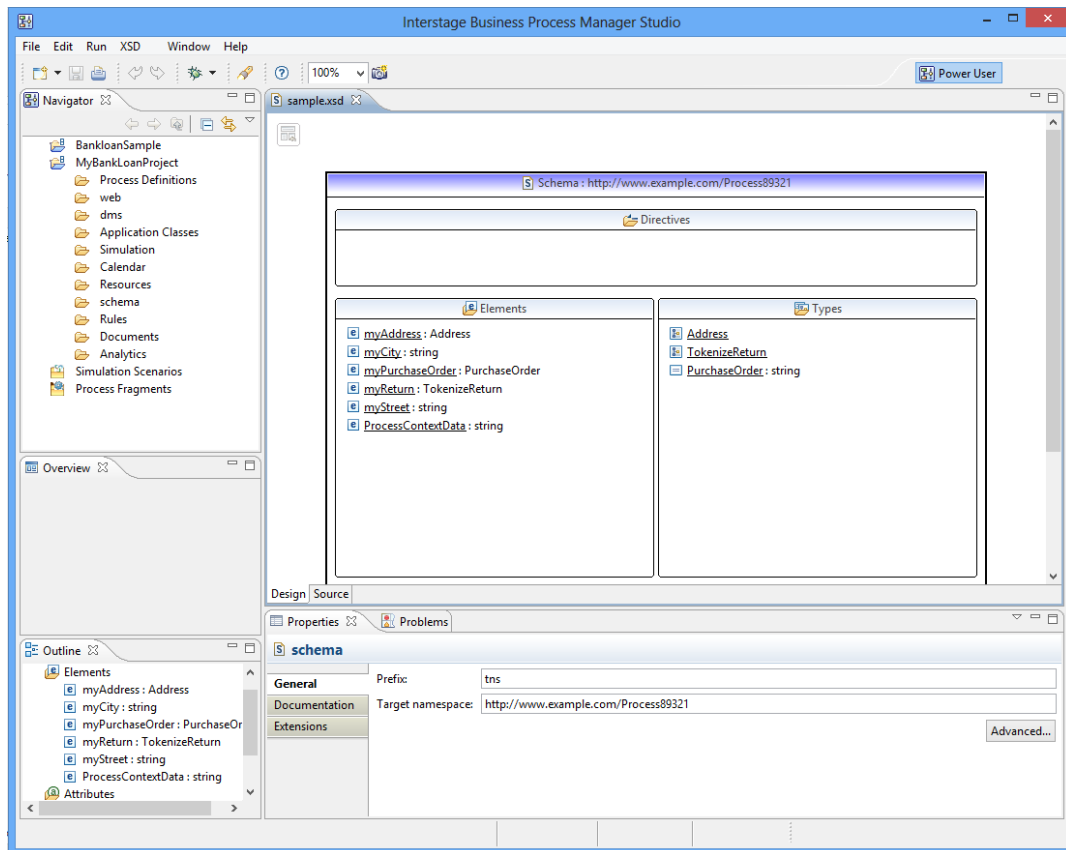 Interstage Business Process Manager Studio
File Edit Run XSD Window Help
100% Power User
Navigator
BankloanSample
MyBankLoanProject
Process Definitions
web
dms
Application Classes
Simulation
Calendar
Resources
schema
Rules
Documents
Analytics
Simulation Scenarios
Process Fragments
Overview
Outline
Elements
myAddress : Address
myCity : string
myPurchaseOrder : PurchaseOr
myReturn : TokenizeReturn
myStreet : string
ProcessContextData : string
Attributes
sample.xsd
Schema : http://www.example.com/Process89321
Directives
Elements
myAddress : Address
myCity : string
myPurchaseOrder : PurchaseOrder
myReturn : TokenizeReturn
myStreet : string
ProcessContextData : string
Types
Address
TokenizeReturn
PurchaseOrder : string
Design Source
Properties Problems
schema
General
Documentation
Extensions
Prefix: tns
Target namespace: http://www.example.com/Process89321
Advanced...